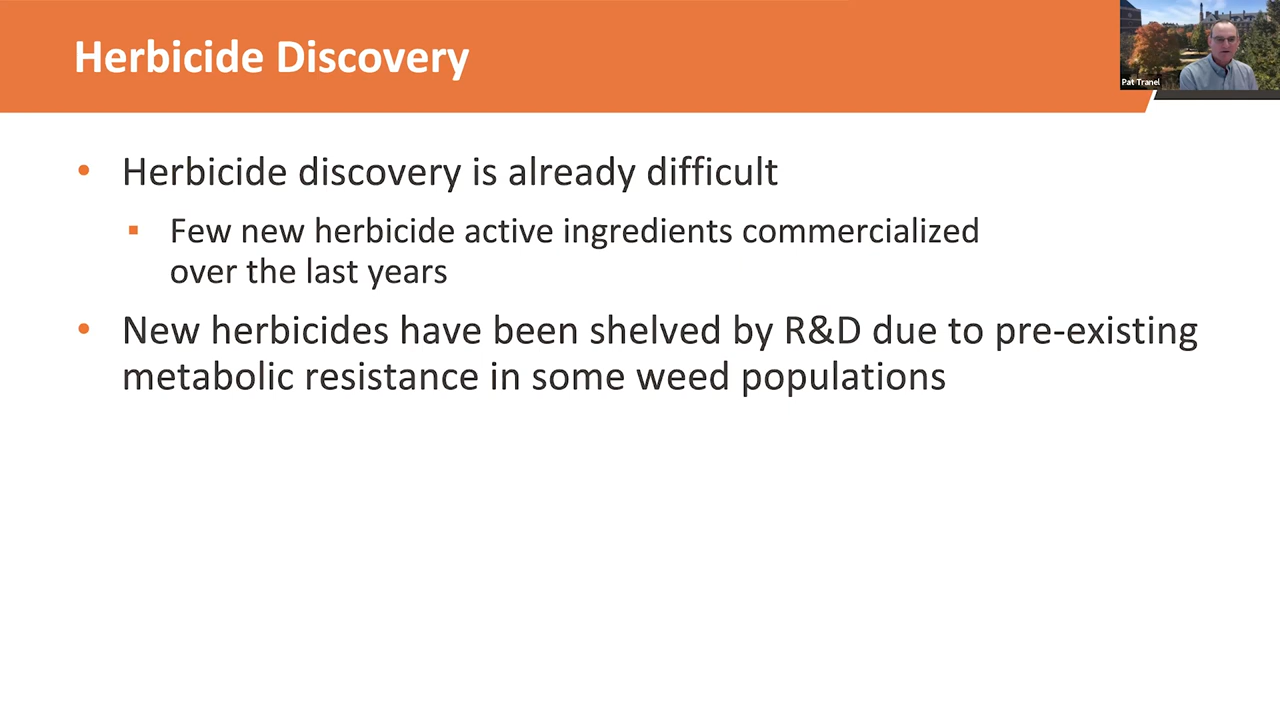 Herbicide Discovery
Pat Tranel
• Herbicide discovery is already difficult
▪ Few new herbicide active ingredients commercialized
over the last years
• New herbicides have been shelved by R&D due to pre-existing
metabolic resistance in some weed populations